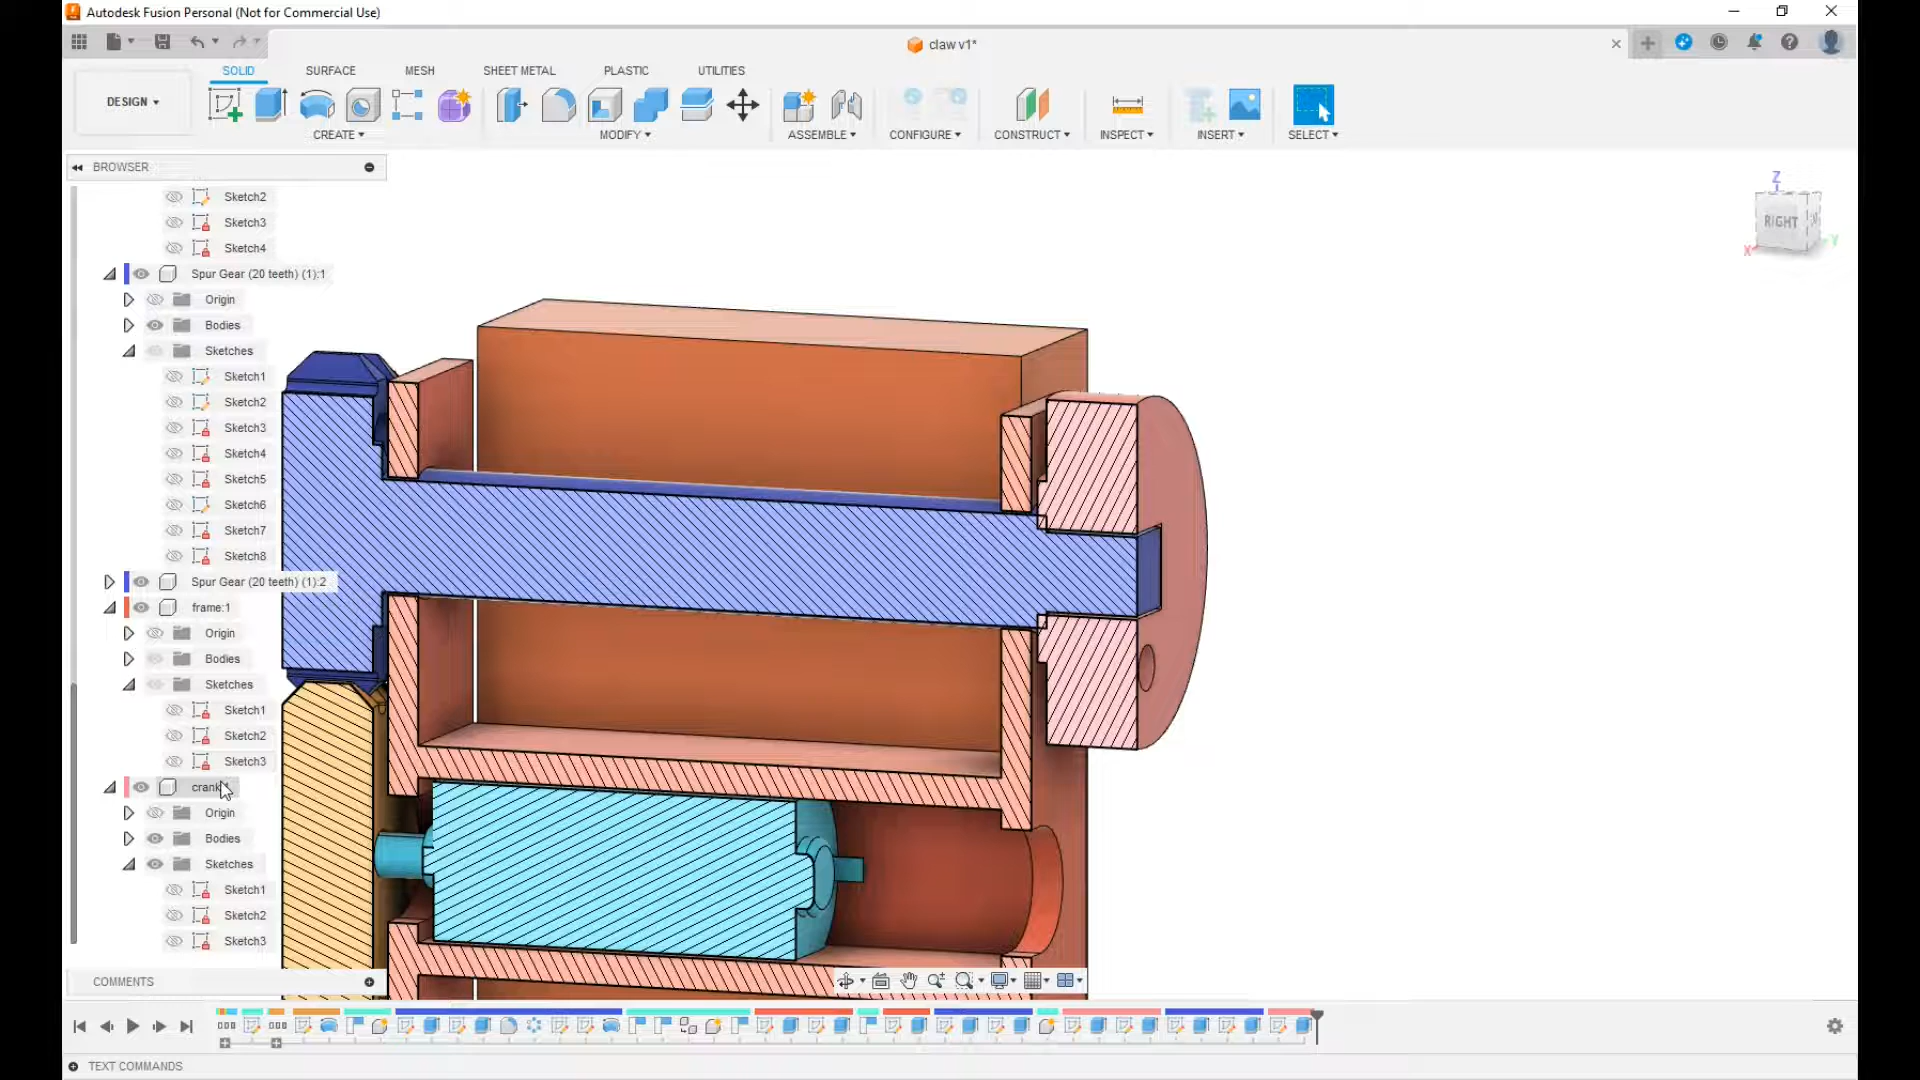 Autodesk Fusion Personal (Not for Commercial Use)
claw v1*
SOLID
SURFACE
MESH
SHEET METAL
PLASTIC
UTILITIES
DESIGN
CREATE
MODIFY
ASSEMBLE
CONFIGURE
CONSTRUCT
INSPECT
INSERT
SELECT
BROWSER
Z
RIGHT
X
Y
Sketch2
Sketch3
Sketch4
Spur Gear (20 teeth) (1):1
Origin
Bodies
Sketches
Sketch1
Sketch2
Sketch3
Sketch4
Sketch5
Sketch6
Sketch7
Sketch8
Spur Gear (20 teeth) (1):2
frame:1
Origin
Bodies
Sketches
Sketch1
Sketch2
Sketch3
crank
Origin
Bodies
Sketches
Sketch1
Sketch2
Sketch3
COMMENTS
TEXT COMMANDS